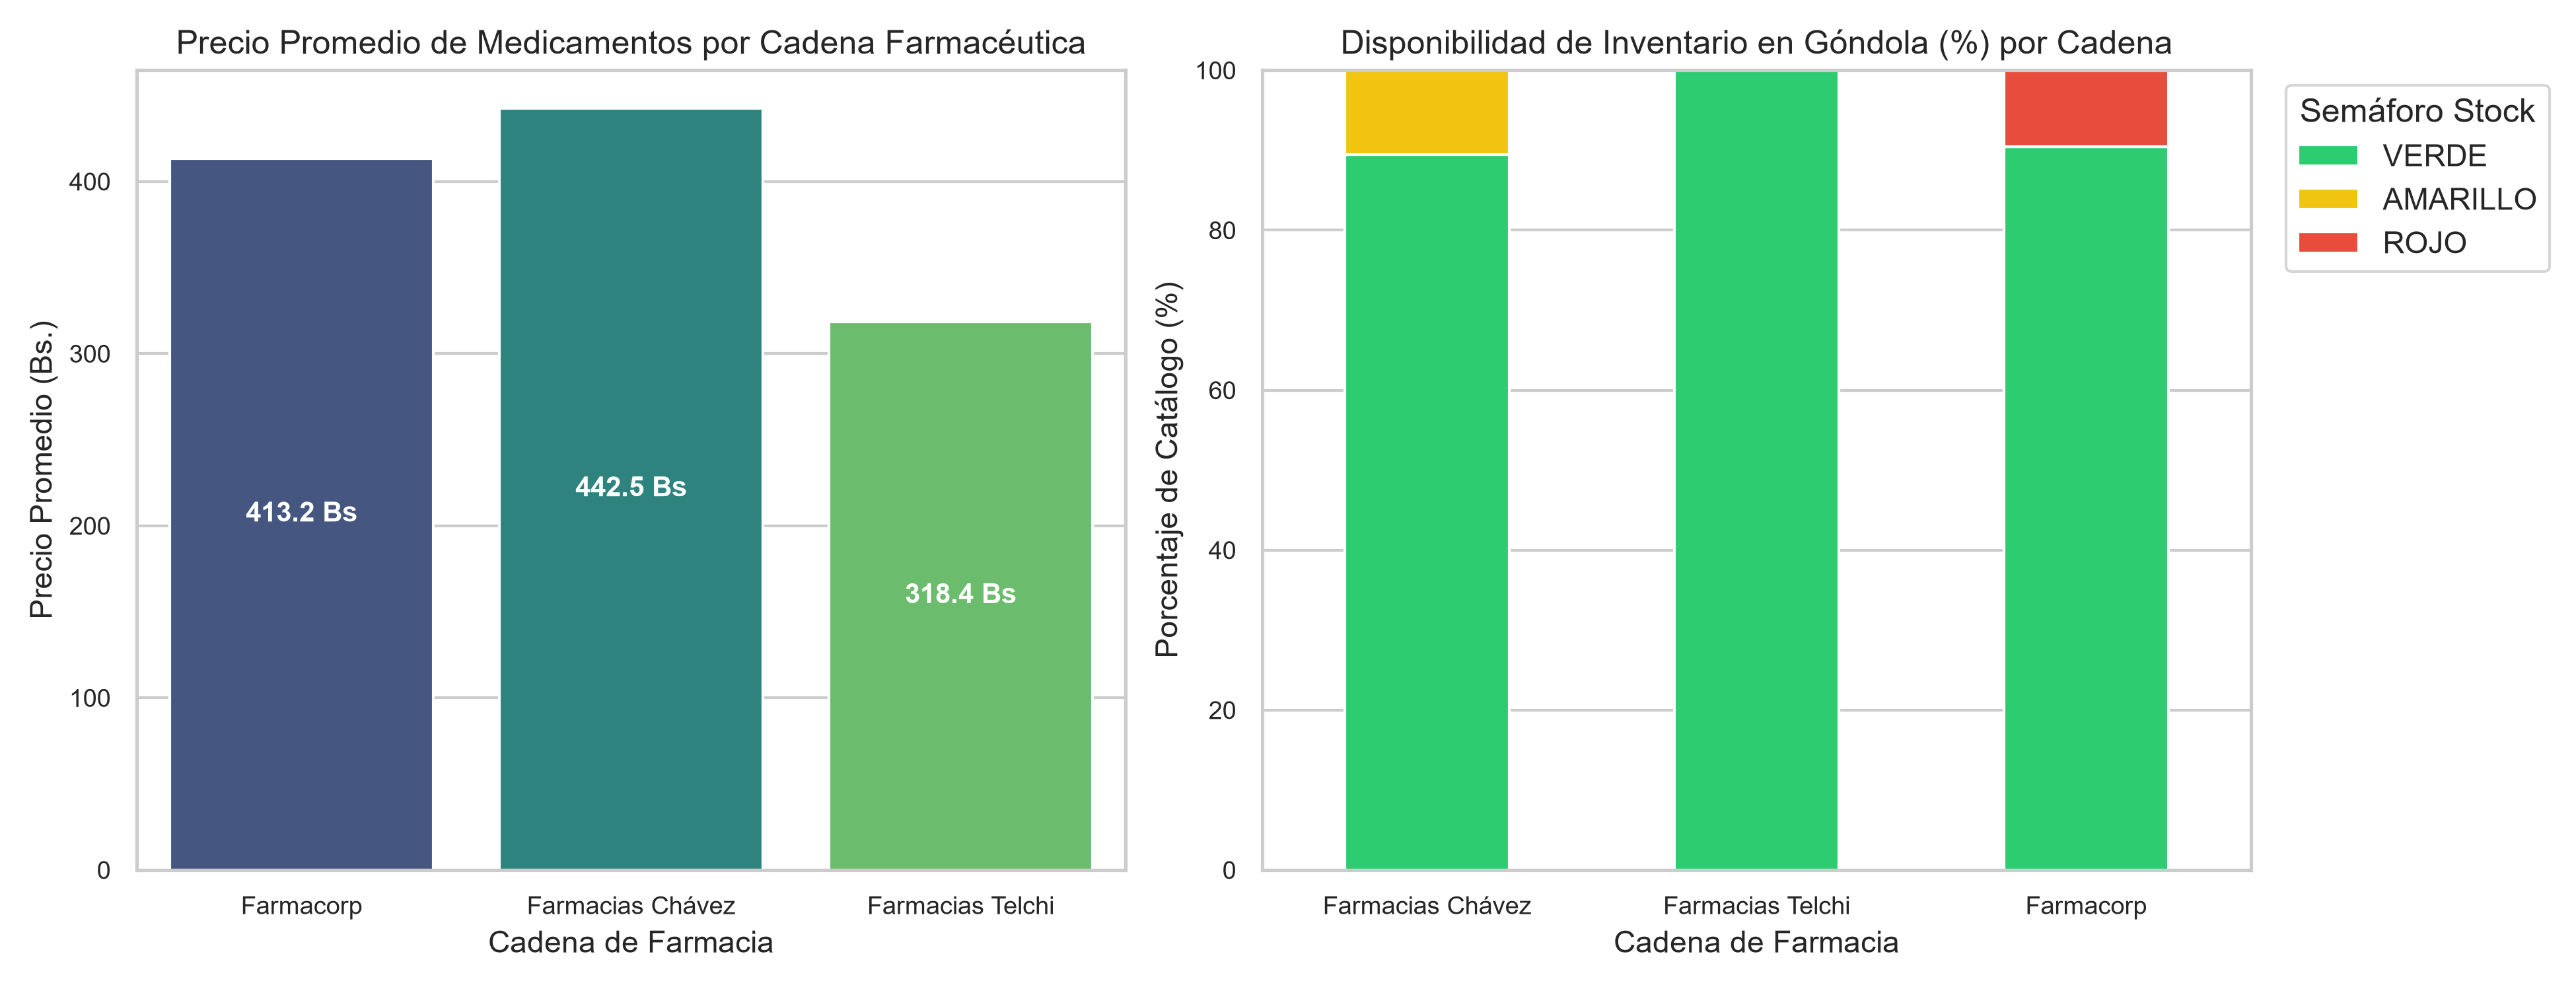 Precio Promedio de Medicamentos por Cadena Farmacéutica
Precio Promedio (Bs.)
400
300
200
100
0
413.2 Bs
442.5 Bs
318.4 Bs
Farmacorp
Farmacias Chávez
Farmacias Telchi
Cadena de Farmacia
Disponibilidad de Inventario en Góndola (%) por Cadena
Porcentaje de Catálogo (%)
100
80
60
40
20
0
Farmacias Chávez
Farmacias Telchi
Farmacorp
Cadena de Farmacia
Semáforo Stock
VERDE
AMARILLO
ROJO